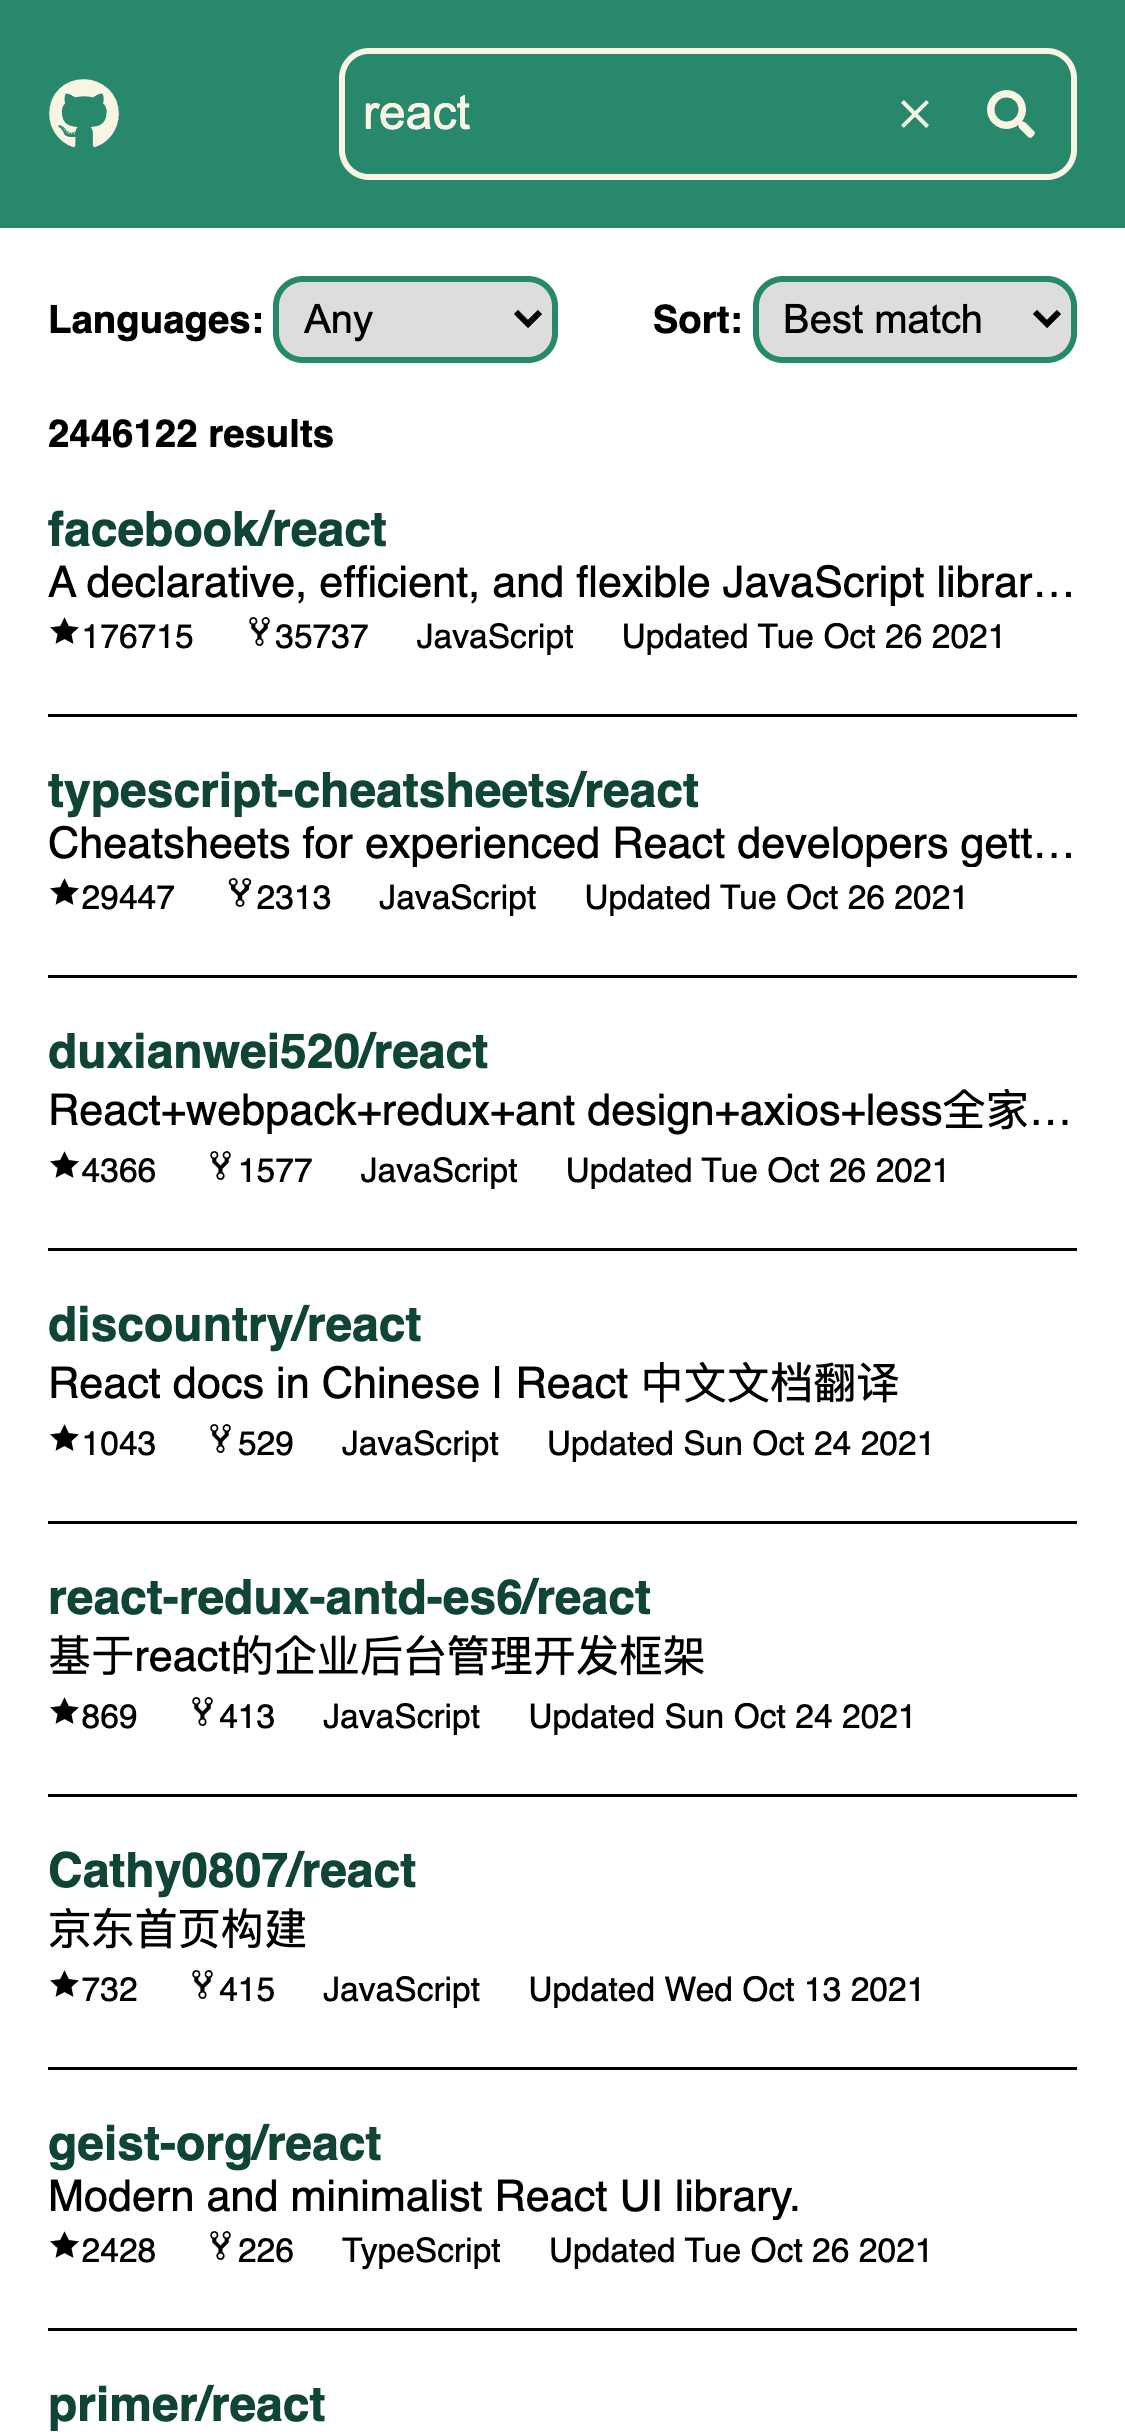 react
Languages: Any Sort: Best match
2446122 results
facebook/react
A declarative, efficient, and flexible JavaScript librar…
176715 35737 JavaScript Updated Tue Oct 26 2021
typescript-cheatsheets/react
Cheatsheets for experienced React developers gett…
29447 2313 JavaScript Updated Tue Oct 26 2021
duxianwei520/react
React+webpack+redux+ant design+axios+less全家…
4366 1577 JavaScript Updated Tue Oct 26 2021
discountry/react
React docs in Chinese | React 中文文档翻译
1043 529 JavaScript Updated Sun Oct 24 2021
react-redux-antd-es6/react
基于react的企业后台管理开发框架
869 413 JavaScript Updated Sun Oct 24 2021
Cathy0807/react
京东首页构建
732 415 JavaScript Updated Wed Oct 13 2021
geist-org/react
Modern and minimalist React UI library.
2428 226 TypeScript Updated Tue Oct 26 2021
primer/react